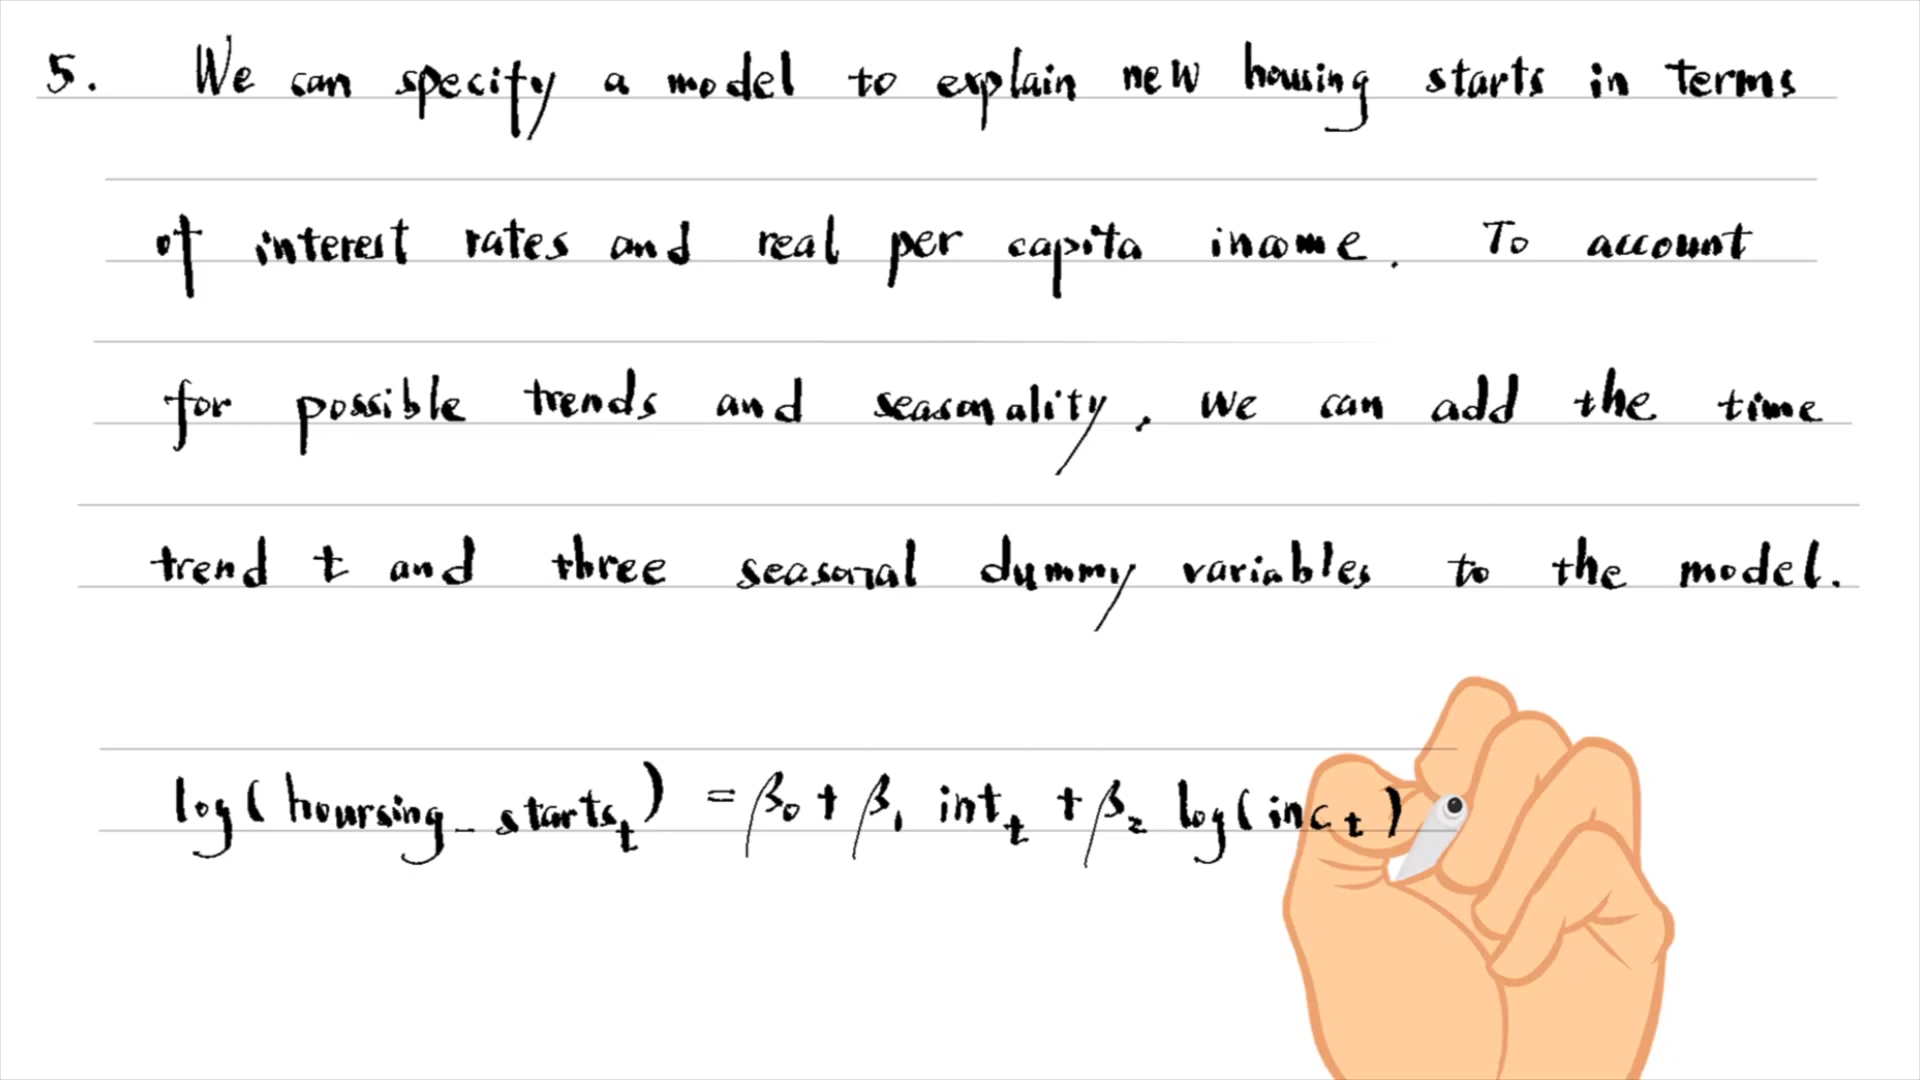 5. We can specify a model to explain new housing starts in terms
of interest rates and real per capita income. To account
for possible trends and seasonality, we can add the time
trend t and three seasonal dummy variables to the model.
log(hoursing_starts_t) = β₀ + β₁ int_t + β₂ log(inc_t)